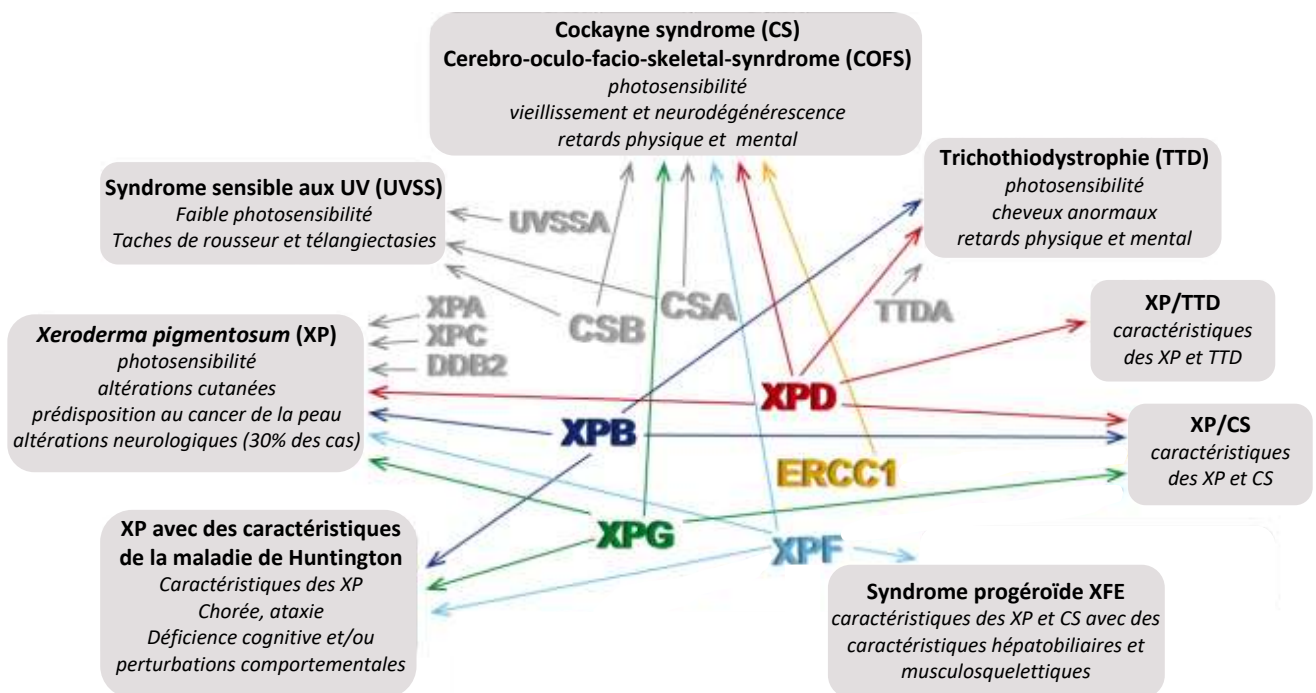 Cockayne syndrome (CS)
Cerebro-oculo-facio-skeletal-synrdrome (COFS)
photosensibilité
vieillissement et neurodégénérescence
retards physique et mental
Syndrome sensible aux UV (UVSS)
Faible photosensibilité
Taches de rousseur et télangiectasies
Trichothiodystrophie (TTD)
photosensibilité
cheveux anormaux
retards physique et mental
UVSSA
CSA
CSB
TTDA
XPA
XPC
DDB2
Xeroderma pigmentosum (XP)
photosensibilité
altérations cutanées
prédisposition au cancer de la peau
altérations neurologiques (30% des cas)
XP/TTD
caractéristiques
des XP et TTD
XPD
XPB
ERCC1
XP/CS
caractéristiques
des XP et CS
XPG
XPF
XP avec des caractéristiques
de la maladie de Huntington
Caractéristiques des XP
Chorée, ataxie
Déficience cognitive et/ou
perturbations comportementales
Syndrome progéroïde XFE
caractéristiques des XP et CS avec des
caractéristiques hépatobiliaires et
musculosquelettiques